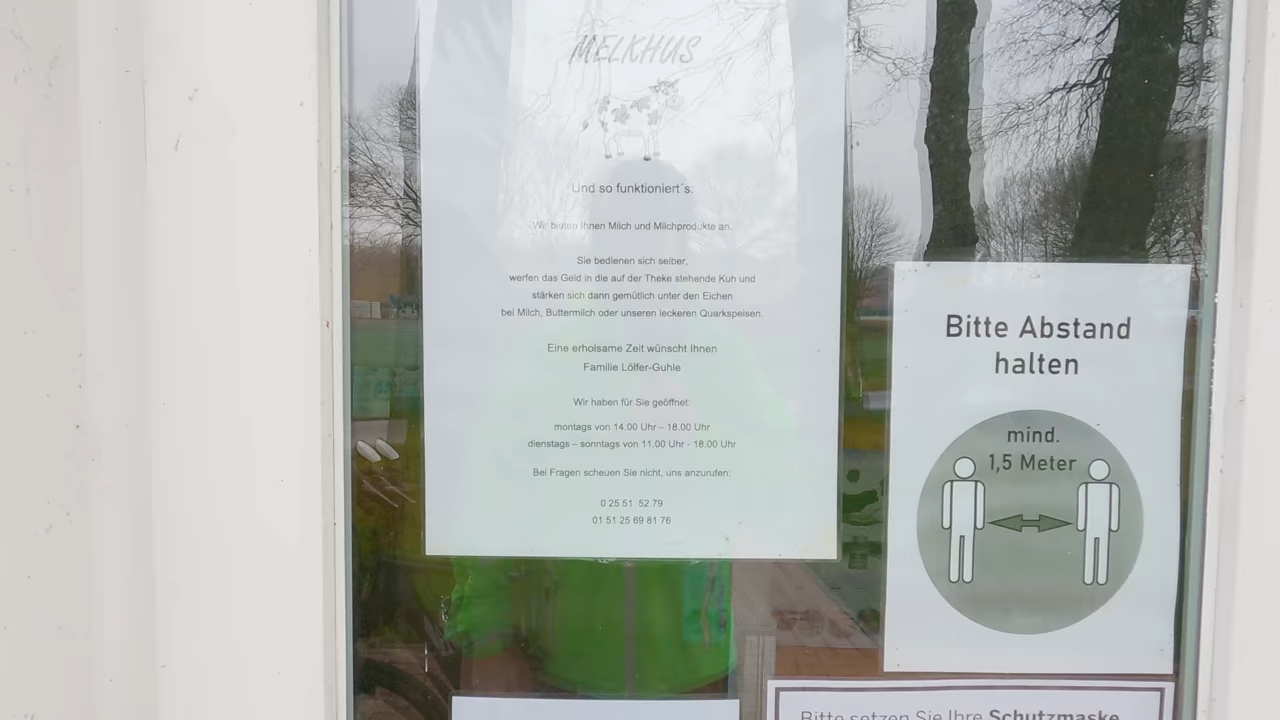 MELKHUS
Und so funktioniert´s:
Wir bieten Ihnen Milch und Milchprodukte an.
Sie bedienen sich selber,
werfen das Geld in die auf der Theke stehende Kuh und
stärken sich dann gemütlich unter den Eichen
bei Milch, Buttermilch oder unseren leckeren Quarkspeisen.
Eine erholsame Zeit wünscht Ihnen
Familie Lölfer-Guhle
Wir haben für Sie geöffnet:
montags von 14.00 Uhr – 18.00 Uhr
dienstags – sonntags von 11.00 Uhr - 18.00 Uhr
Bei Fragen scheuen Sie nicht, uns anzurufen:
0 25 51 52 79
01 51 25 69 81 76
Bitte Abstand
halten
mind.
1,5 Meter
Bitte setzen Sie Ihre Schutzmaske